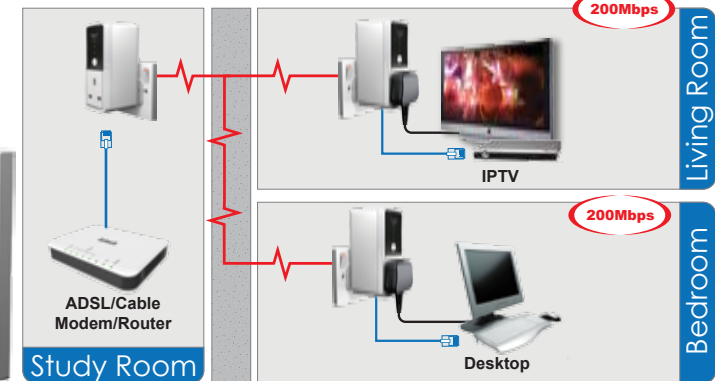 200Mbps
Living Room
IPTV
200Mbps
Bedroom
Desktop
ADSL/Cable
Modem/Router
Study Room